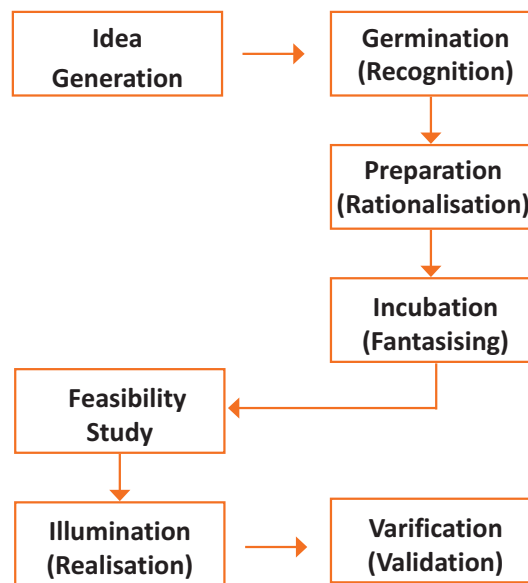 Idea
Generation
Germination
(Recognition)
Preparation
(Rationalisation)
Incubation
(Fantasising)
Feasibility
Study
Illumination
(Realisation)
Varification
(Validation)